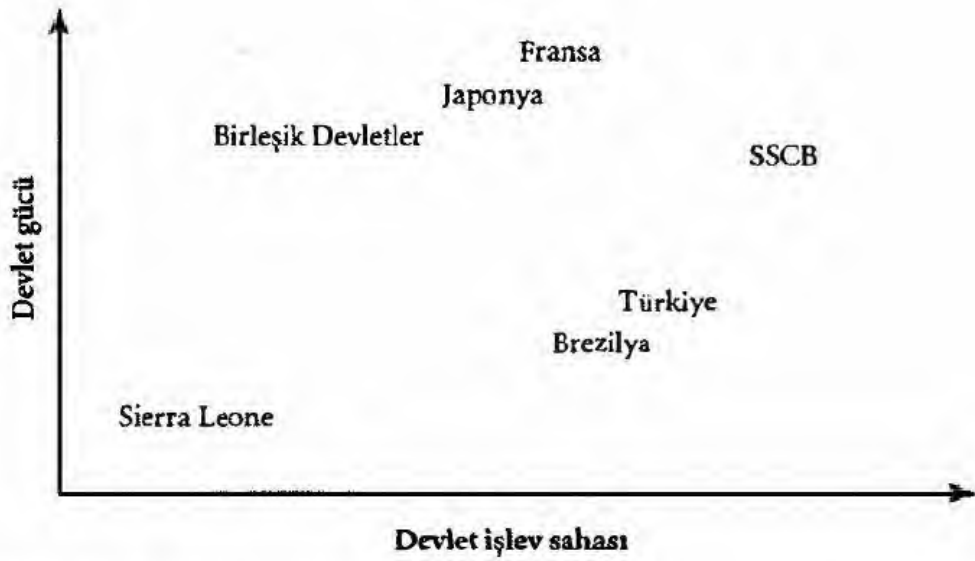 Fransa
Japonya
Birleşik Devletler
SSCB
Devlet gücü
Türkiye
Brezilya
Sierra Leone
Devlet işlev sahası